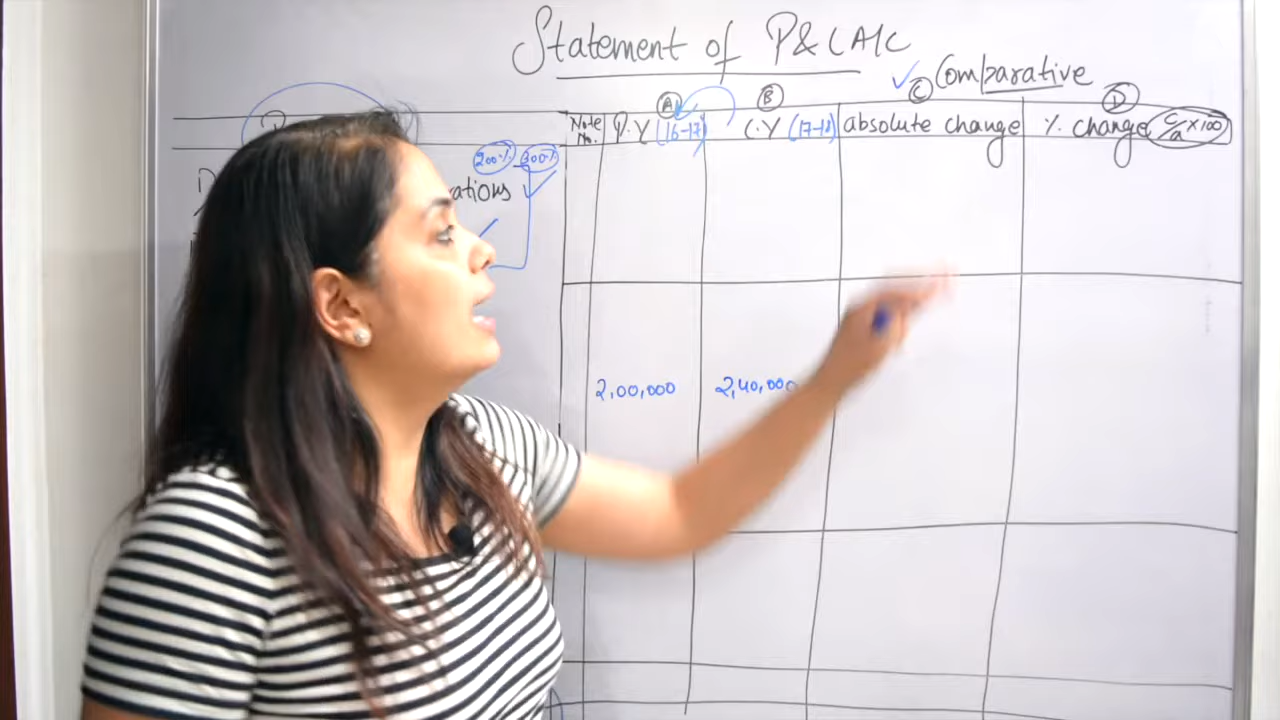 Statement of P&L A/C
✓ Comparative
A B C D
Note No. P.Y (16-17) C.Y (17-18) absolute change % change C/a ×100
200% 300%
ations
2,00,000 2,40,000